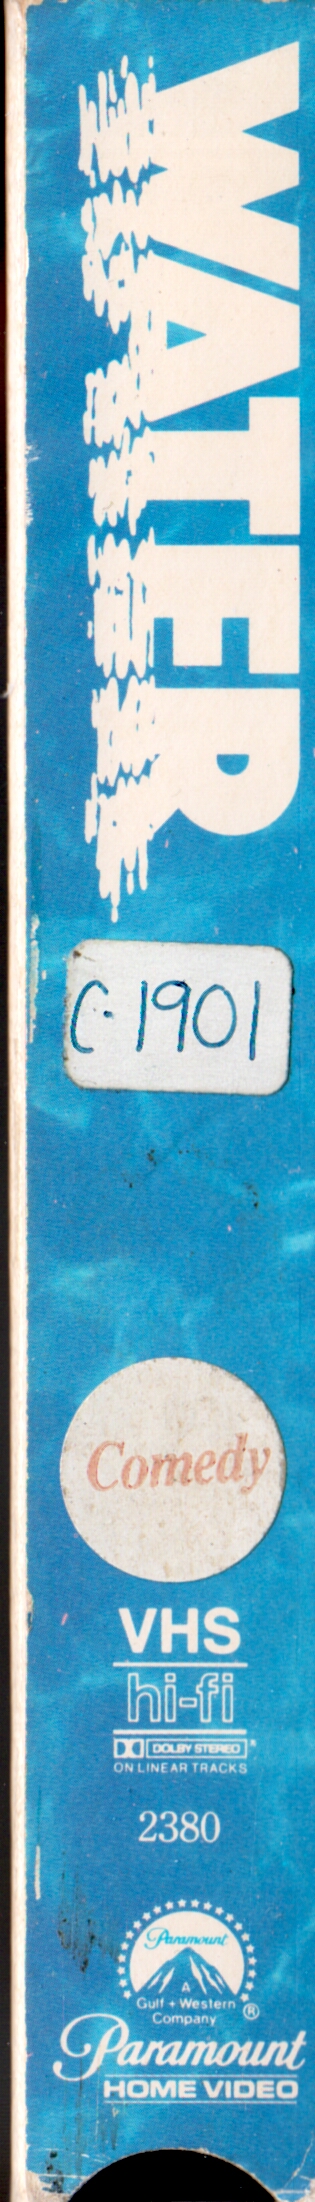 WATER
C-1901
Comedy
VHS
hi-fi
DOLBY STEREO
ON LINEAR TRACKS
2380
Paramount
A
Gulf + Western
Company ®
Paramount
HOME VIDEO